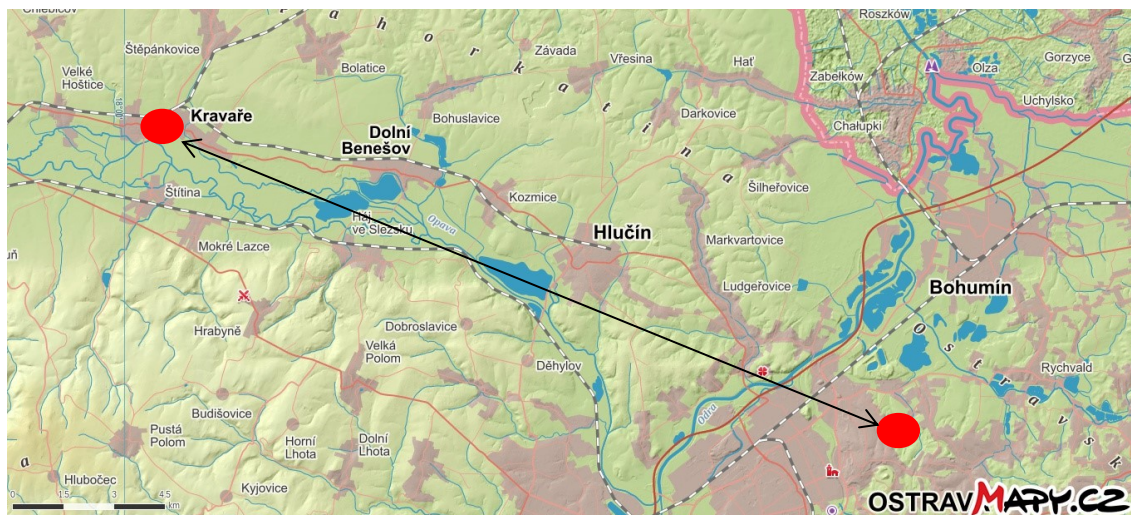 Roszków
Štěpánkovice
Závada
Vřesina
Hať
Olza
Gorzyce
Velké
Hoštice
Bolatice
Zabełków
Uchylsko
Kravaře
Bohuslavice
Darkovice
Chałupki
Dolní
Benešov
Štítina
Kozmice
Šilheřovice
Háj
ve Slezsku
Opava
Hlučín
Markvartovice
Mokré Lazce
Ludgeřovice
Bohumín
Hrabyně
Dobroslavice
Velká
Polom
Děhylov
Rychvald
Budišovice
Odra
Pustá
Polom
Horní
Lhota
Dolní
Lhota
Hlubočec
Kyjovice
0 1.5 3 4.5
km
OSTRAVMAPY.CZ